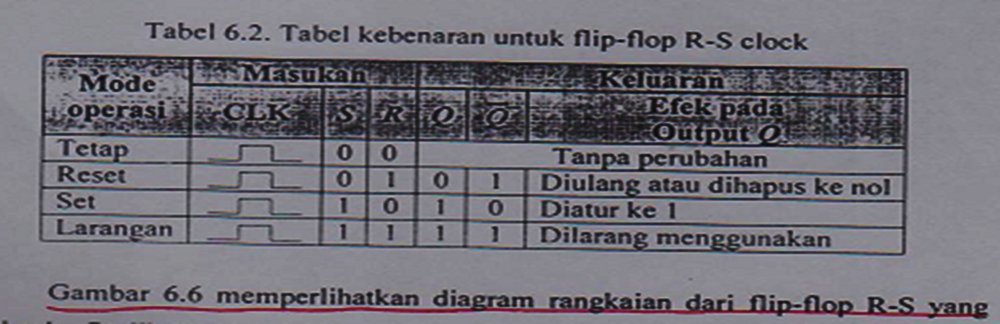 Tabel 6.2. Tabel kebenaran untuk flip-flop R-S clock
Mode operasi Masukan Keluaran
CLK S R Q Q̅ Efek pada Output Q
Tetap 0 0 Tanpa perubahan
Reset 0 1 0 1 Diulang atau dihapus ke nol
Set 1 0 1 0 Diatur ke 1
Larangan 1 1 1 1 Dilarang menggunakan
Gambar 6.6 memperlihatkan diagram rangkaian dari flip-flop R-S yang